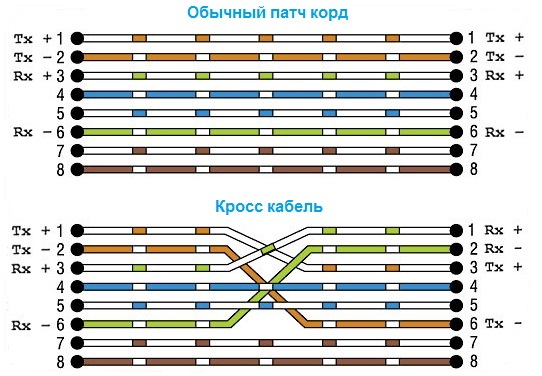 Обычный патч корд
Tx + 1 1 Tx +
Tx - 2 2 Tx -
Rx + 3 3 Rx +
4 4
5 5
Rx - 6 6 Rx -
7 7
8 8
Кросс кабель
Tx + 1 1 Rx +
Tx - 2 2 Rx -
Rx + 3 3 Tx +
4 4
5 5
Rx - 6 6 Tx -
7 7
8 8